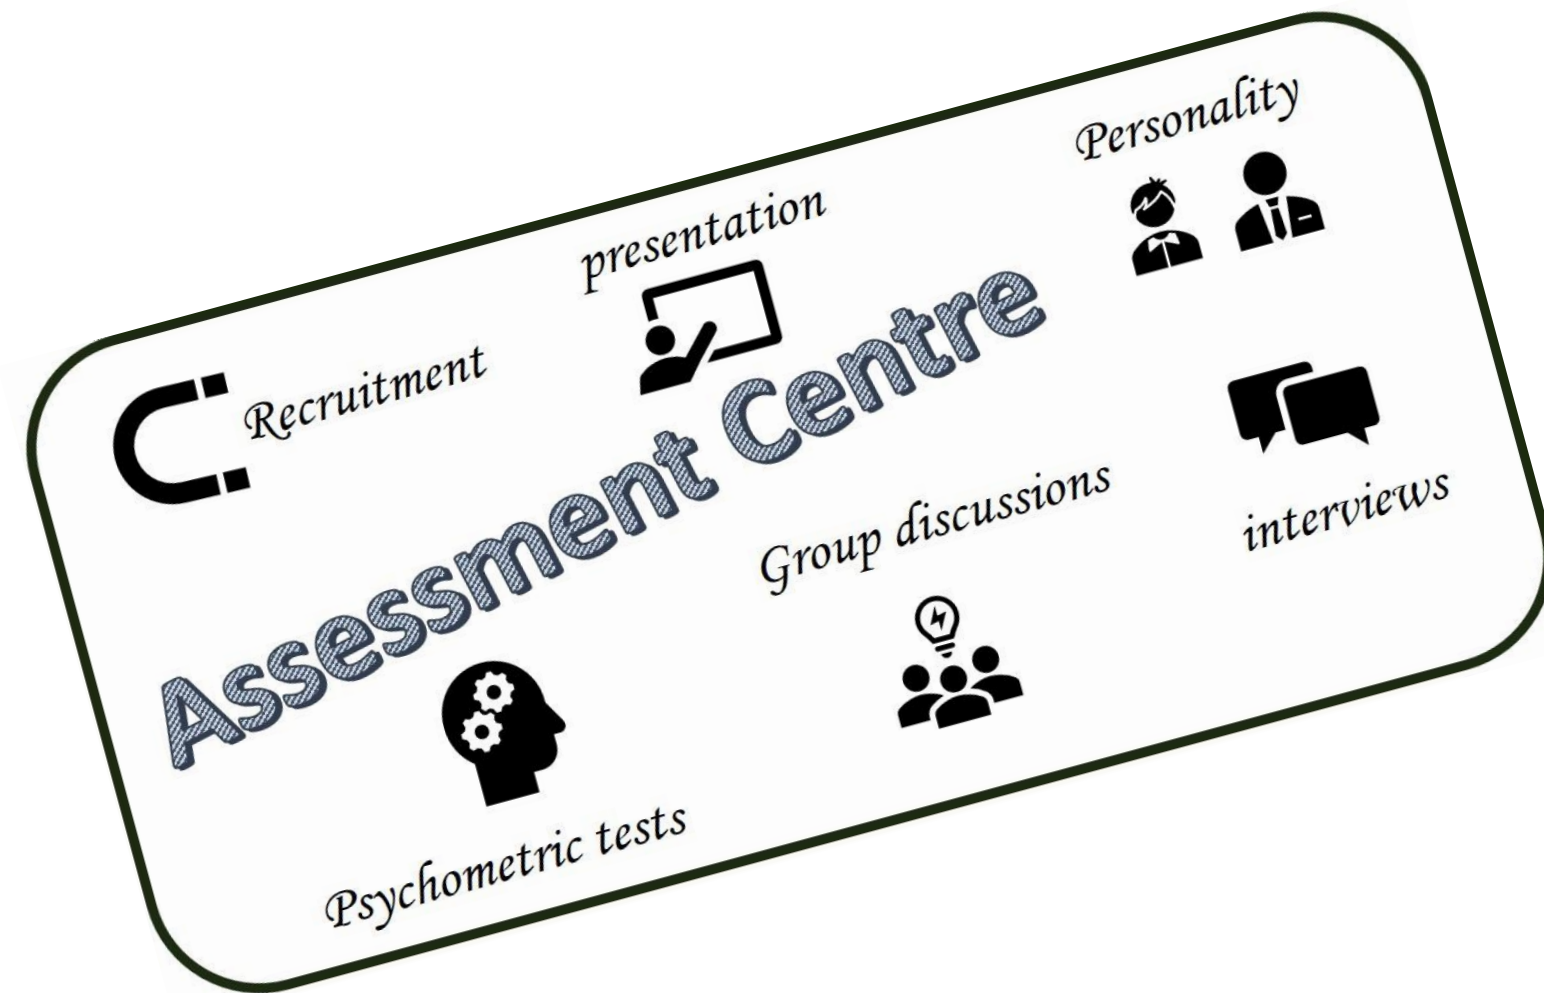 Personality
presentation
Recruitment
Assessment Centre
Group discussions
interviews
Psychometric tests